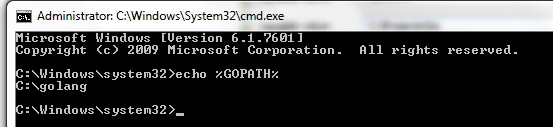 Administrator: C:\Windows\System32\cmd.exe
Microsoft Windows [Version 6.1.7601]
Copyright (c) 2009 Microsoft Corporation.  All rights reserved.
C:\Windows\system32>echo %GOPATH%
C:\golang
C:\Windows\system32>_